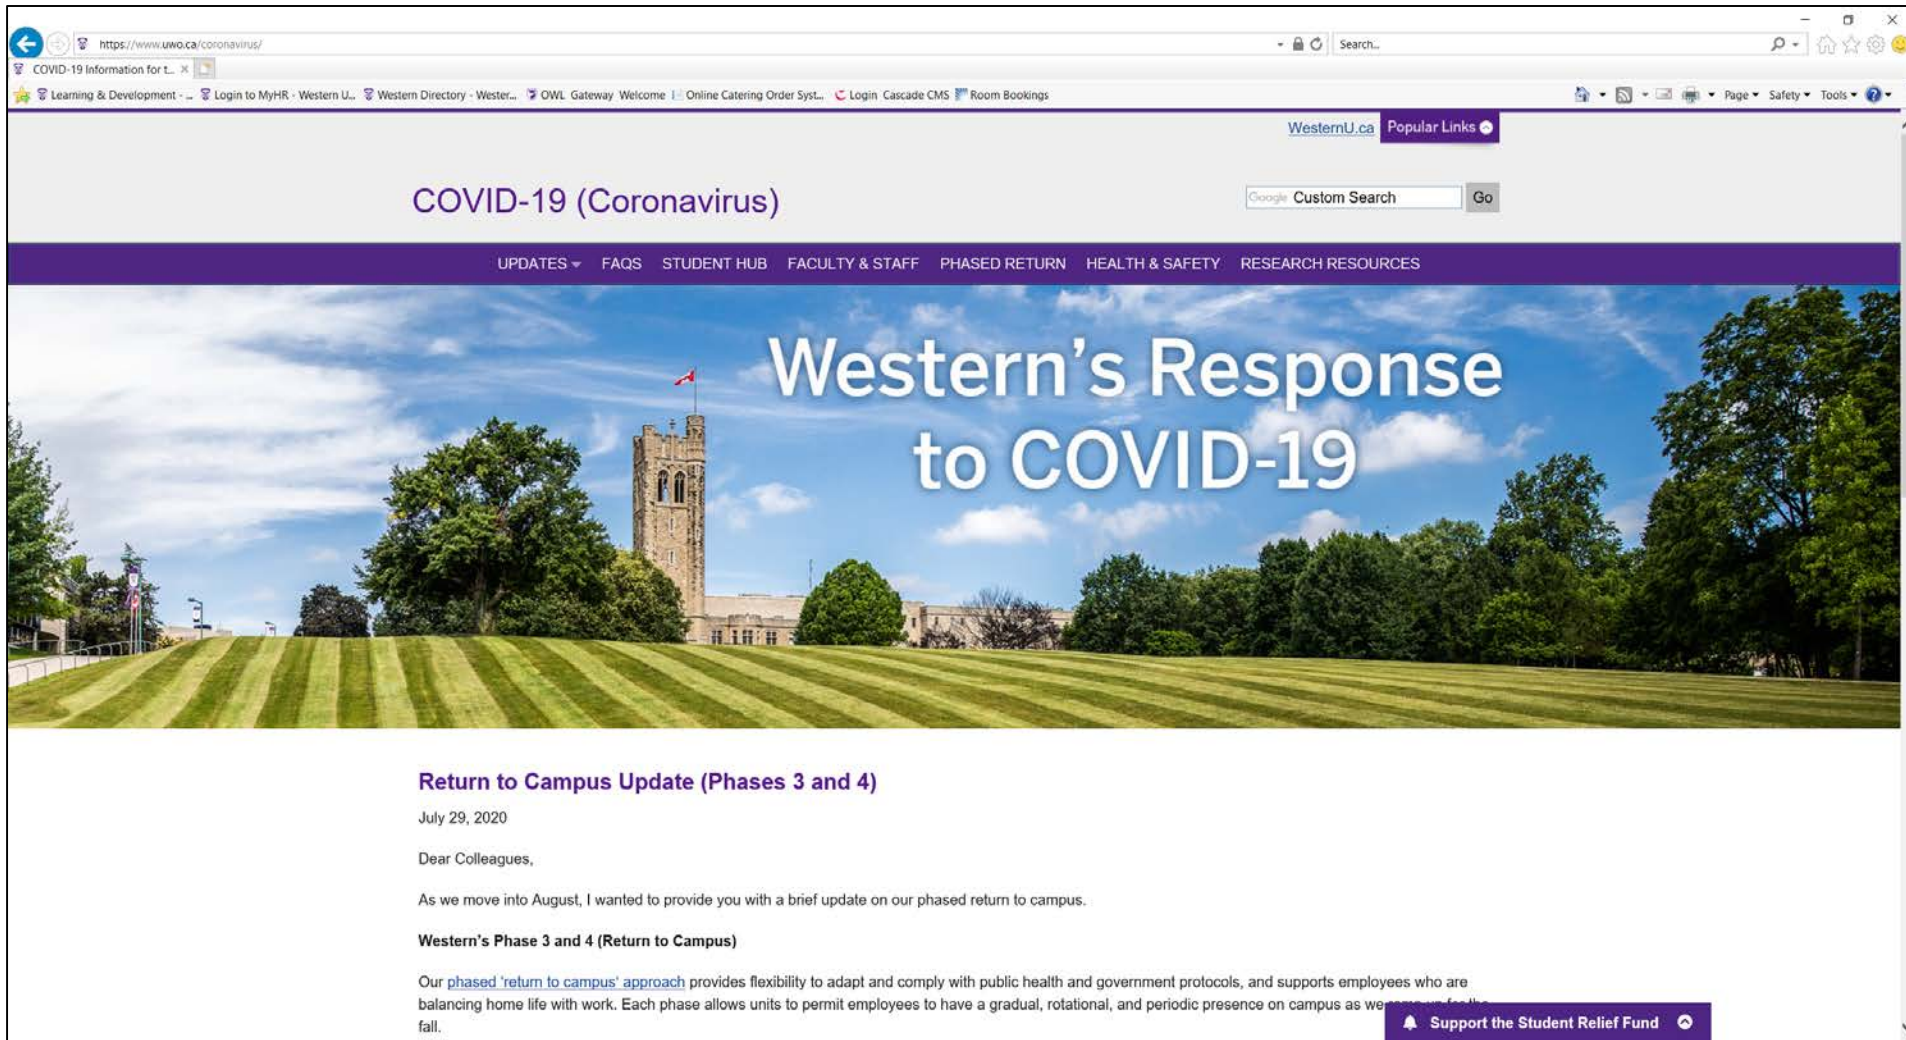 https://www.uwo.ca/coronavirus/
Search...
COVID-19 Information for t...
Learning & Development - ... Login to MyHR - Western U... Western Directory - Wester... OWL Gateway Welcome Online Catering Order Syst... Login Cascade CMS Room Bookings
Page Safety Tools
WesternU.ca Popular Links
COVID-19 (Coronavirus)
Google Custom Search Go
UPDATES FAQS STUDENT HUB FACULTY & STAFF PHASED RETURN HEALTH & SAFETY RESEARCH RESOURCES
Western's Response
to COVID-19
Return to Campus Update (Phases 3 and 4)
July 29, 2020
Dear Colleagues,
As we move into August, I wanted to provide you with a brief update on our phased return to campus.
Western's Phase 3 and 4 (Return to Campus)
Our phased 'return to campus' approach provides flexibility to adapt and comply with public health and government protocols, and supports employees who are
balancing home life with work. Each phase allows units to permit employees to have a gradual, rotational, and periodic presence on campus as we
fall.
Support the Student Relief Fund